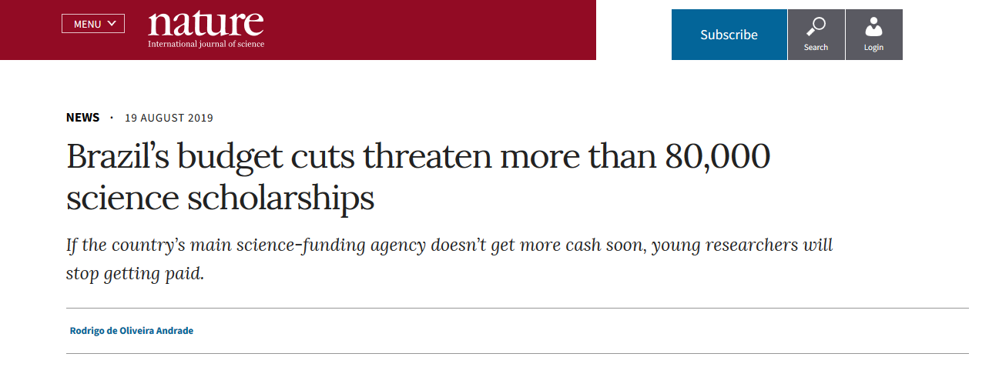 MENU
nature
International journal of science
Subscribe
Search
Login
NEWS · 19 AUGUST 2019
Brazil’s budget cuts threaten more than 80,000
science scholarships
If the country’s main science-funding agency doesn’t get more cash soon, young researchers will
stop getting paid.
Rodrigo de Oliveira Andrade